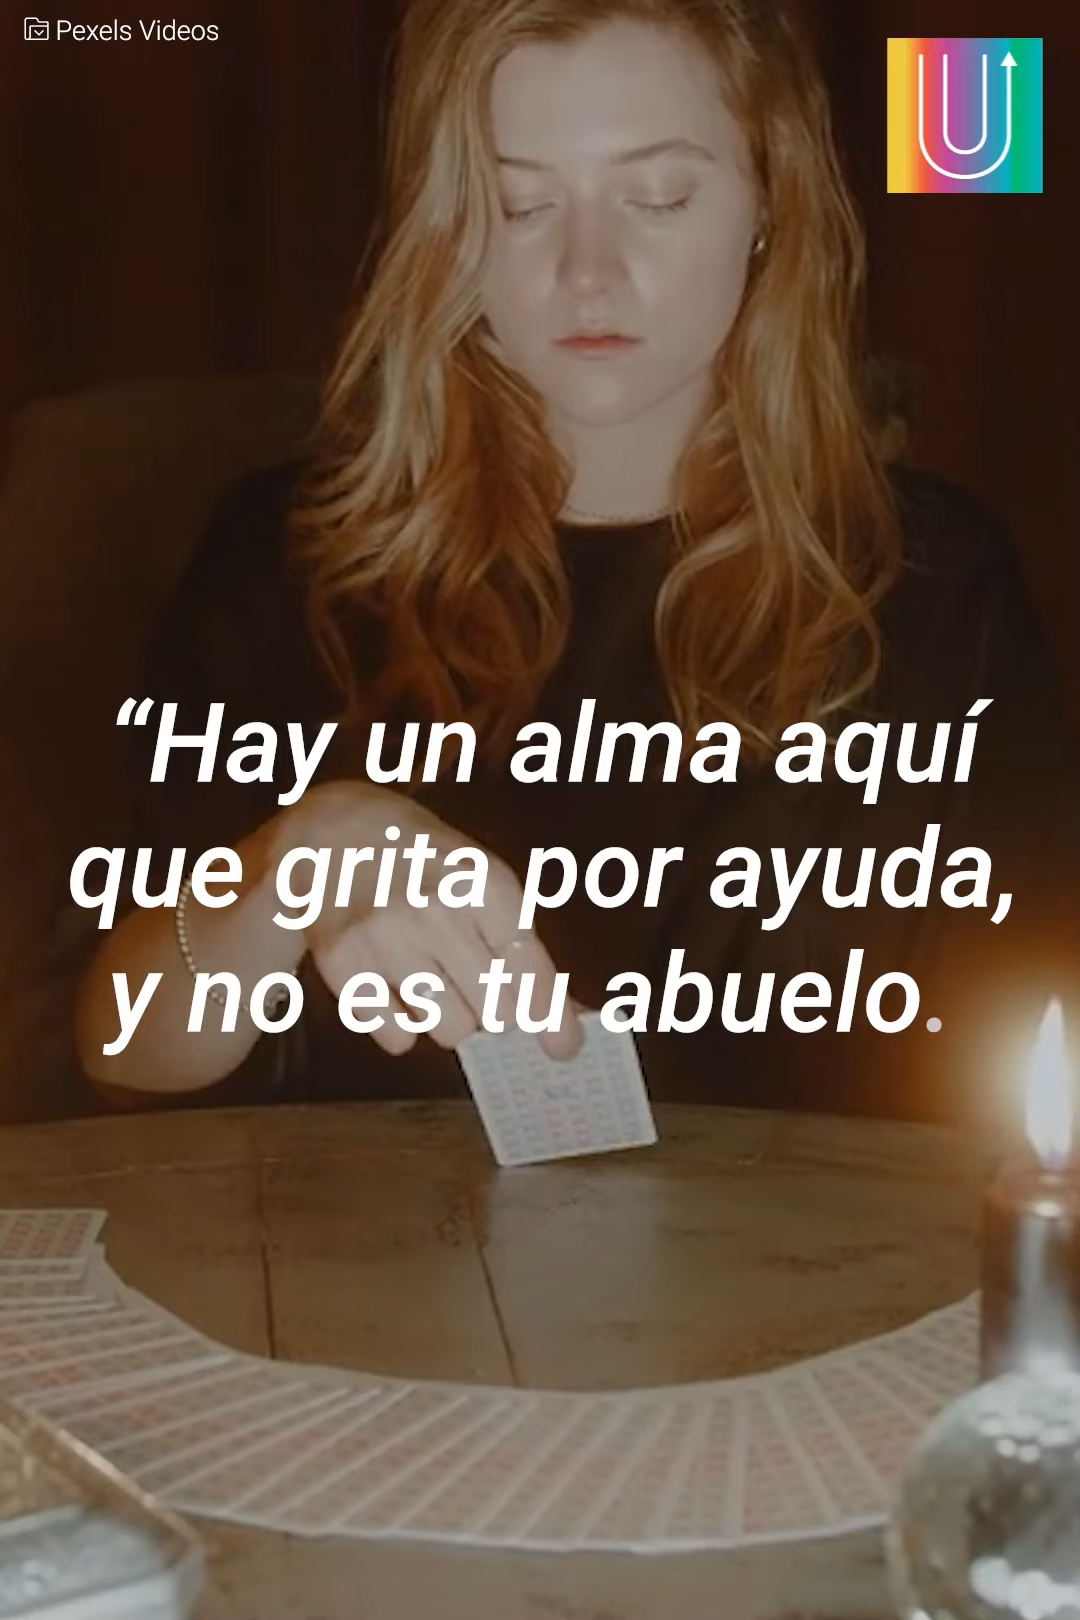 Pexels Videos
U
“Hay un alma aquí
que grita por ayuda,
y no es tu abuelo.